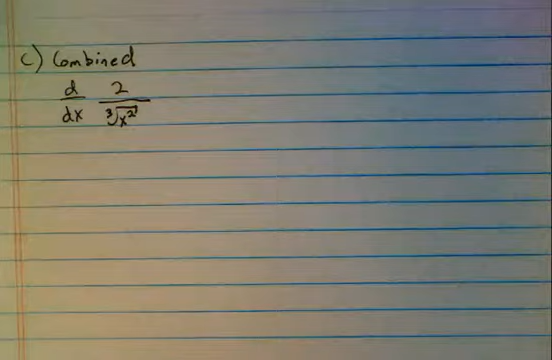 c) Combined
d/dx 2/∛x²